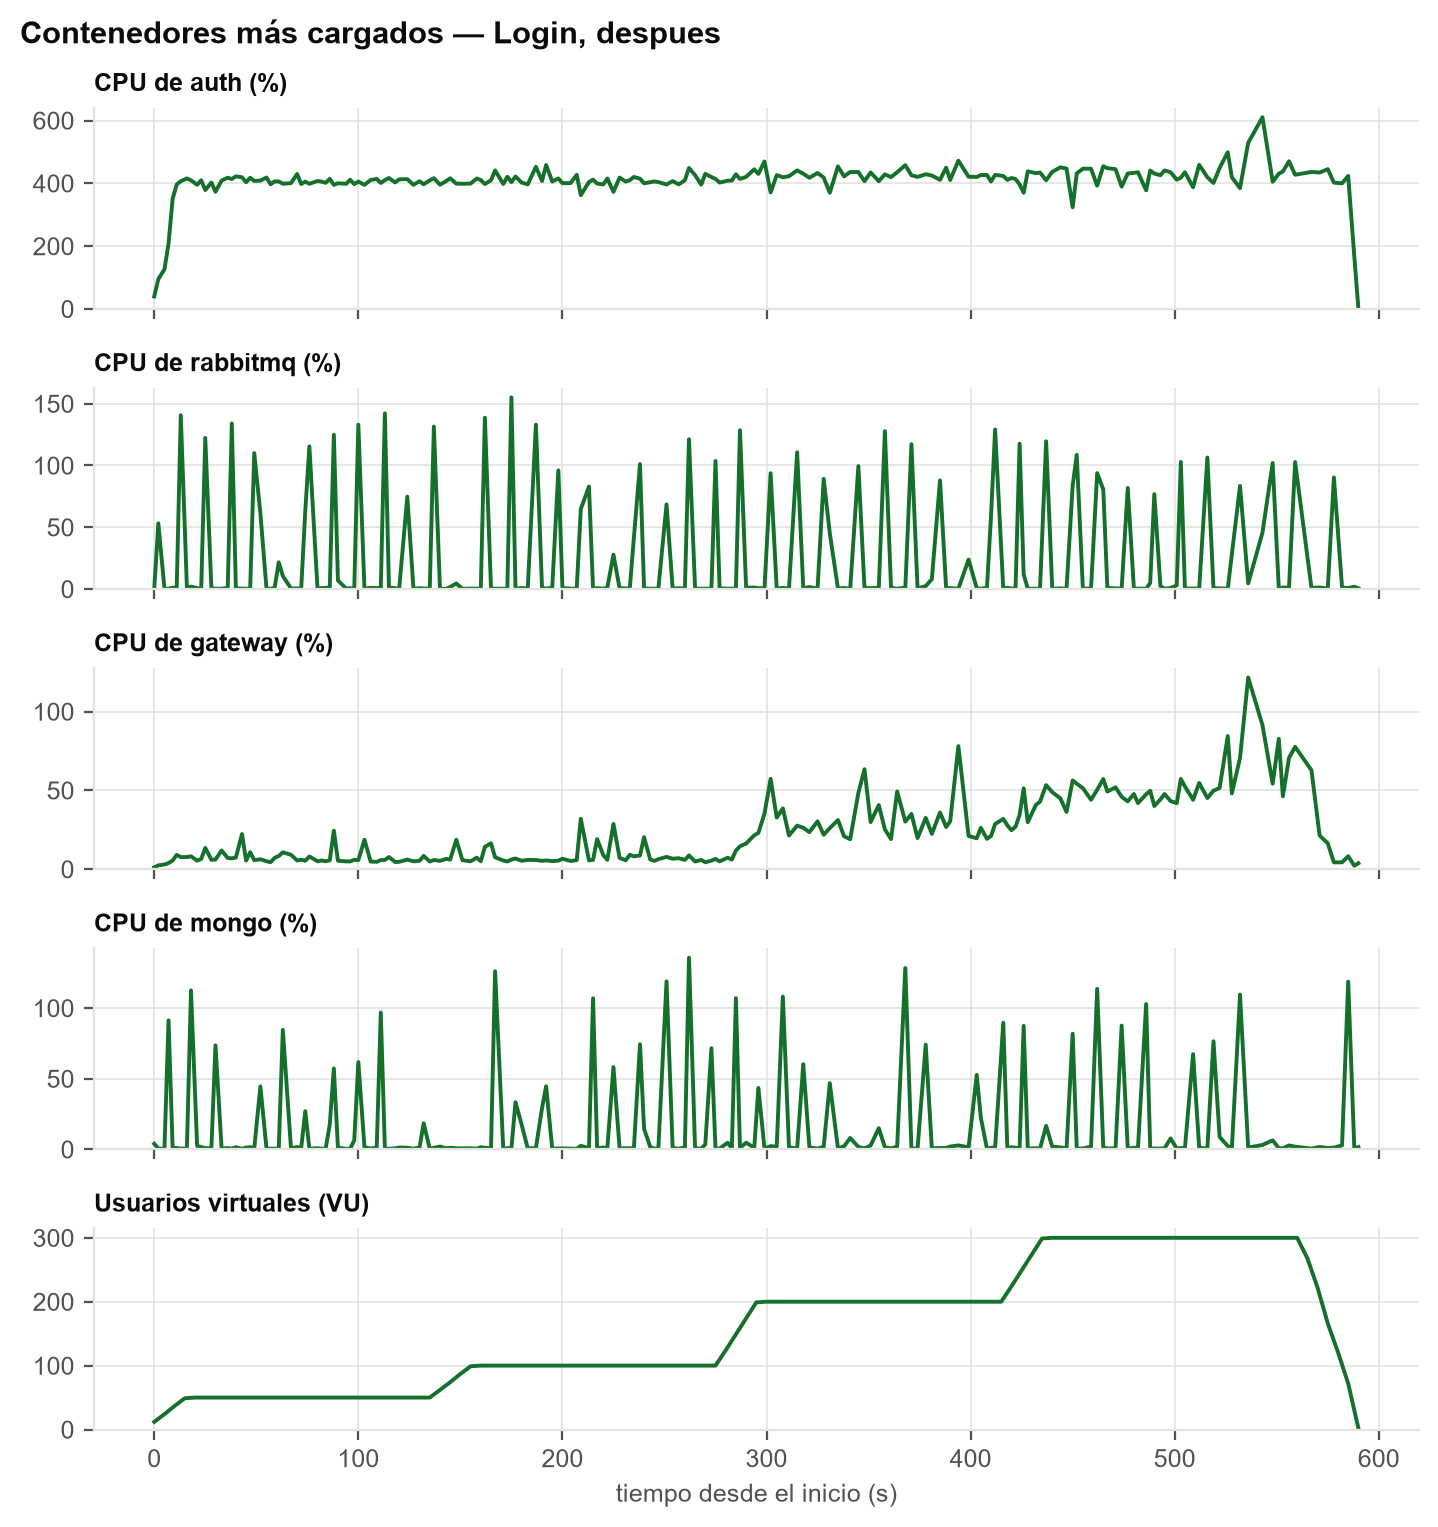 Contenedores más cargados — Login, despues
CPU de auth (%)
600
400
200
0
CPU de rabbitmq (%)
150
100
50
0
CPU de gateway (%)
100
50
0
CPU de mongo (%)
100
50
0
Usuarios virtuales (VU)
300
200
100
0
0 100 200 300 400 500 600
tiempo desde el inicio (s)